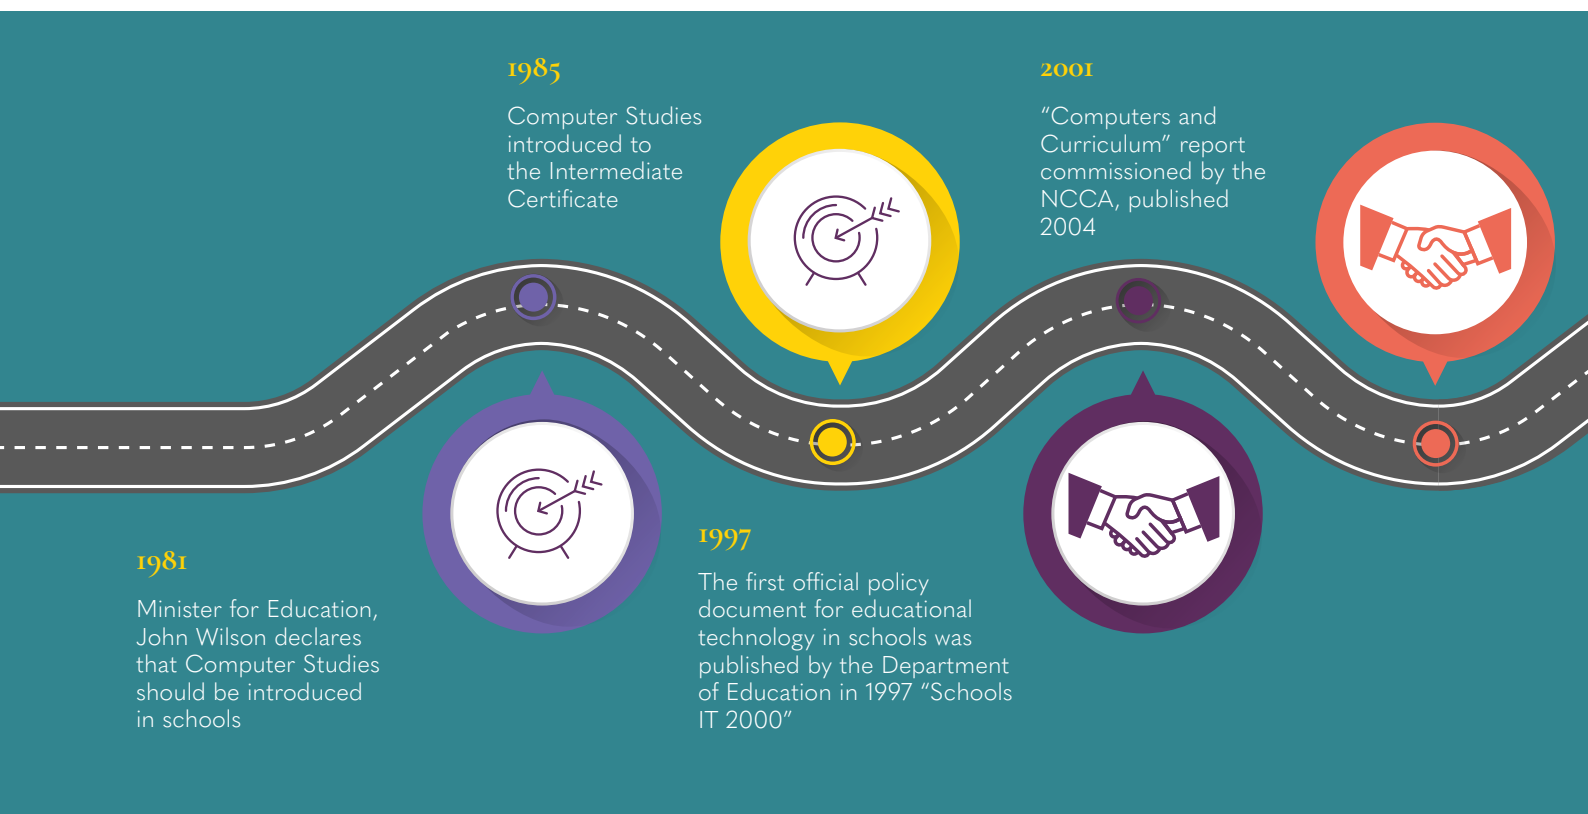 1981
Minister for Education,
John Wilson declares
that Computer Studies
should be introduced
in schools
1985
Computer Studies
introduced to
the Intermediate
Certificate
1997
The first official policy
document for educational
technology in schools was
published by the Department
of Education in 1997 “Schools
IT 2000”
2001
“Computers and
Curriculum” report
commissioned by the
NCCA, published
2004